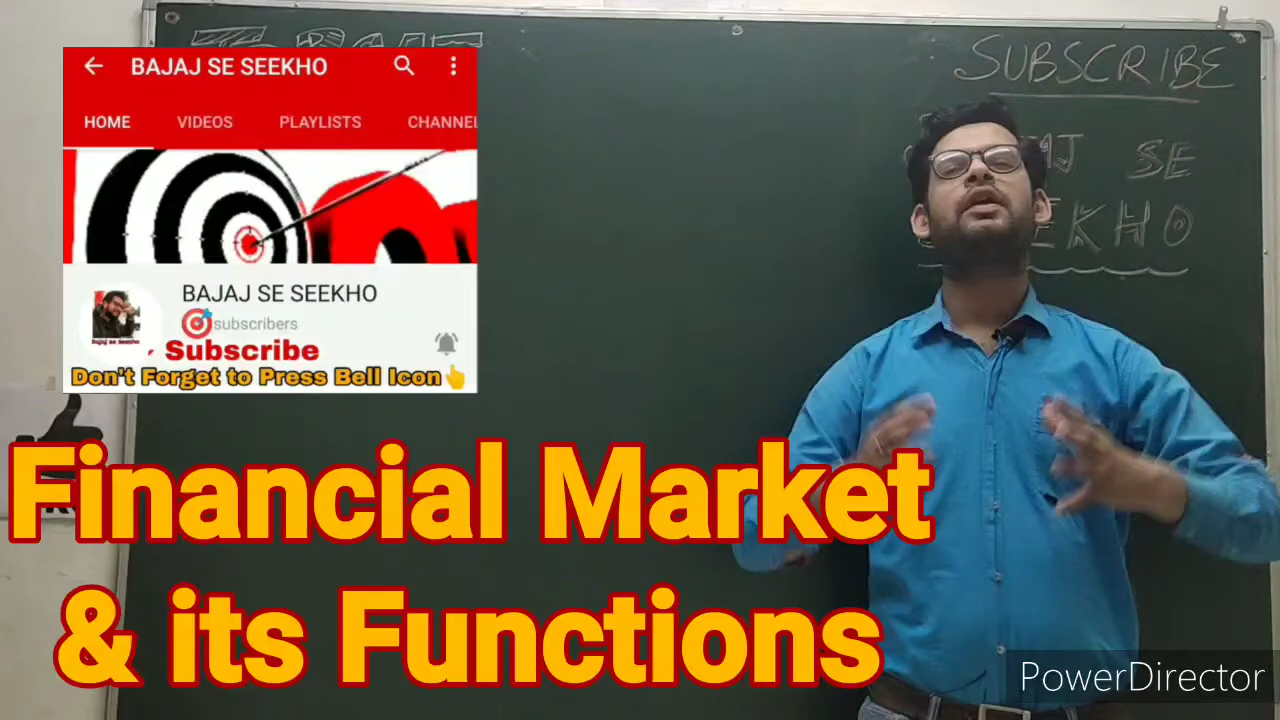 BAJAJ SE SEEKHO
HOME VIDEOS PLAYLISTS CHANNEL
BAJAJ SE SEEKHO
subscribers
Subscribe
Don't Forget to Press Bell Icon
SUBSCRIBE
SE
EKHO
Financial Market
& its Functions
PowerDirector